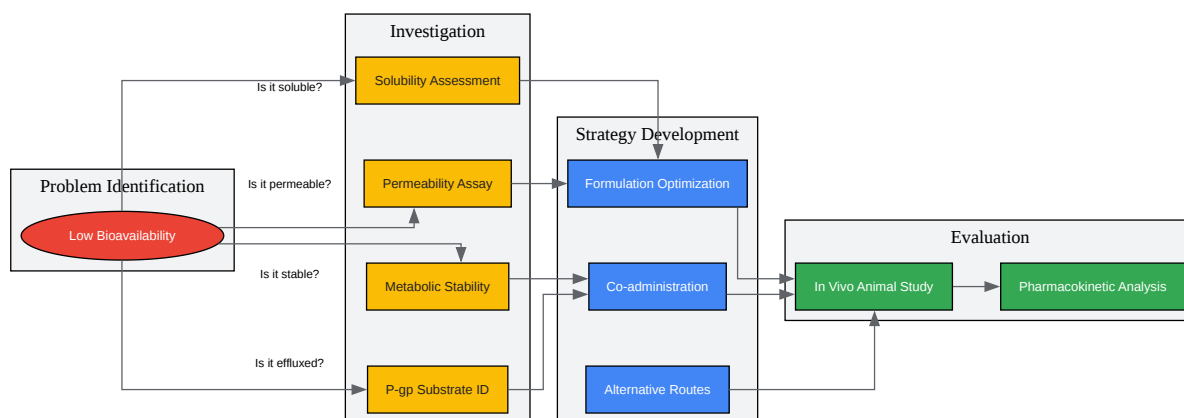 Problem Identification
Low Bioavailability
Is it soluble?
Is it permeable?
Is it stable?
Is it effluxed?
Investigation
Solubility Assessment
Permeability Assay
Metabolic Stability
P-gp Substrate ID
Strategy Development
Formulation Optimization
Co-administration
Alternative Routes
Evaluation
In Vivo Animal Study
Pharmacokinetic Analysis